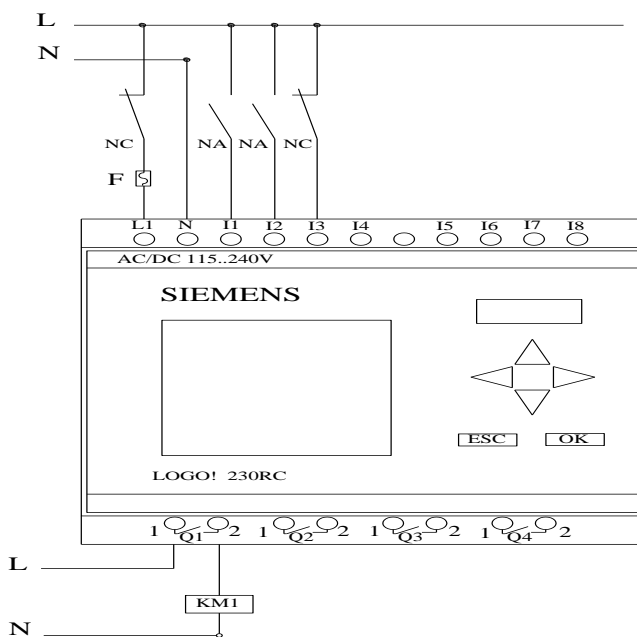 L
N
NC NA NA NC
F
L1 N I1 I2 I3 I4 I5 I6 I7 I8
AC/DC 115..240V
SIEMENS
ESC OK
LOGO! 230RC
1 Q1 2 1 Q2 2 1 Q3 2 1 Q4 2
L
KM1
N